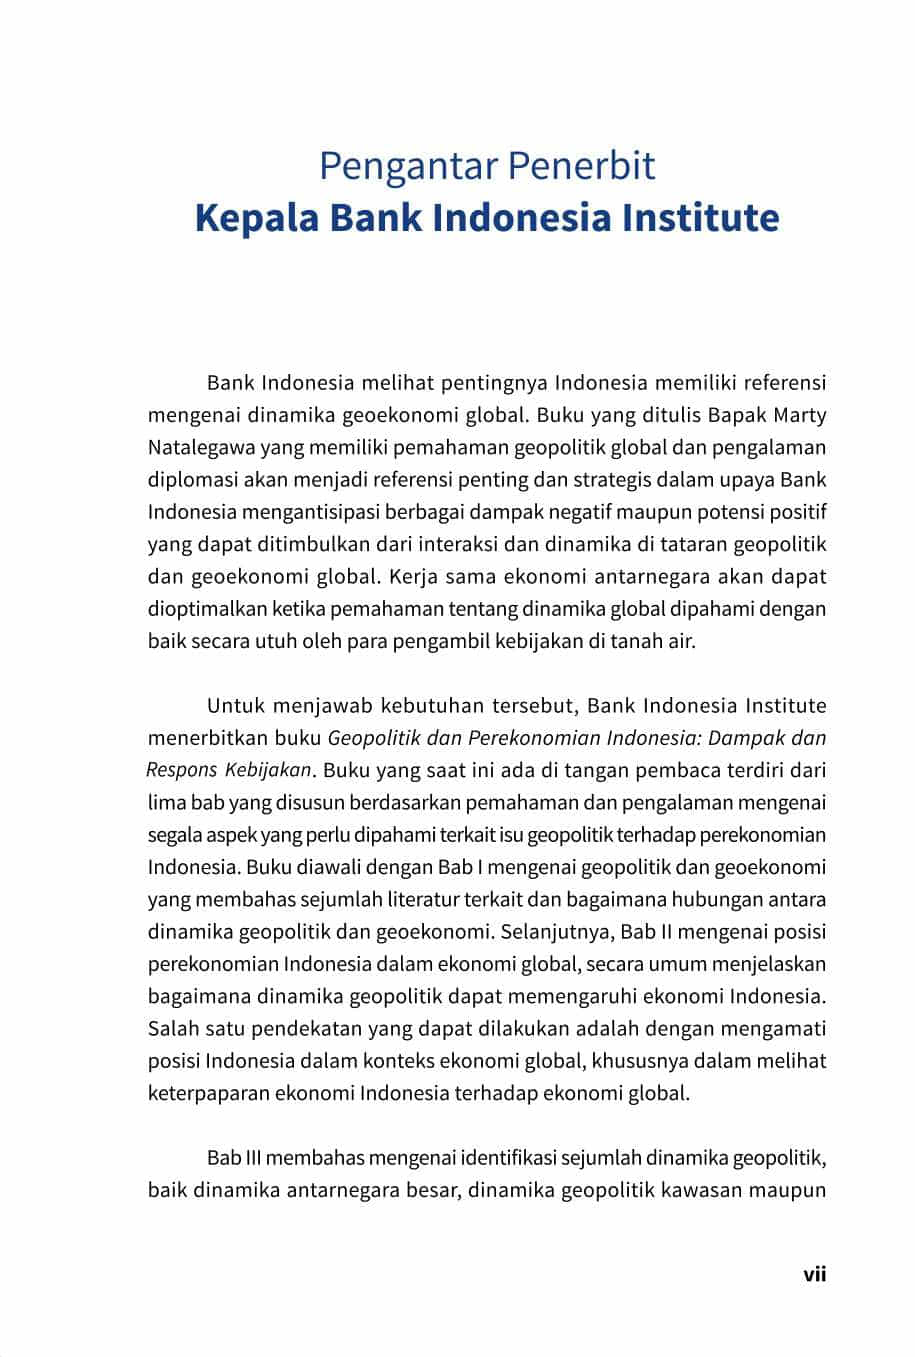 Pengantar Penerbit
Kepala Bank Indonesia Institute
Bank Indonesia melihat pentingnya Indonesia memiliki referensi
mengenai dinamika geoekonomi global. Buku yang ditulis Bapak Marty
Natalegawa yang memiliki pemahaman geopolitik global dan pengalaman
diplomasi akan menjadi referensi penting dan strategis dalam upaya Bank
Indonesia mengantisipasi berbagai dampak negatif maupun potensi positif
yang dapat ditimbulkan dari interaksi dan dinamika di tataran geopolitik
dan geoekonomi global. Kerja sama ekonomi antarnegara akan dapat
dioptimalkan ketika pemahaman tentang dinamika global dipahami dengan
baik secara utuh oleh para pengambil kebijakan di tanah air.
Untuk menjawab kebutuhan tersebut, Bank Indonesia Institute
menerbitkan buku Geopolitik dan Perekonomian Indonesia: Dampak dan
Respons Kebijakan. Buku yang saat ini ada di tangan pembaca terdiri dari
lima bab yang disusun berdasarkan pemahaman dan pengalaman mengenai
segala aspek yang perlu dipahami terkait isu geopolitik terhadap perekonomian
Indonesia. Buku diawali dengan Bab I mengenai geopolitik dan geoekonomi
yang membahas sejumlah literatur terkait dan bagaimana hubungan antara
dinamika geopolitik dan geoekonomi. Selanjutnya, Bab II mengenai posisi
perekonomian Indonesia dalam ekonomi global, secara umum menjelaskan
bagaimana dinamika geopolitik dapat memengaruhi ekonomi Indonesia.
Salah satu pendekatan yang dapat dilakukan adalah dengan mengamati
posisi Indonesia dalam konteks ekonomi global, khususnya dalam melihat
keterpaparan ekonomi Indonesia terhadap ekonomi global.
Bab III membahas mengenai identifikasi sejumlah dinamika geopolitik,
baik dinamika antarnegara besar, dinamika geopolitik kawasan maupun
vii